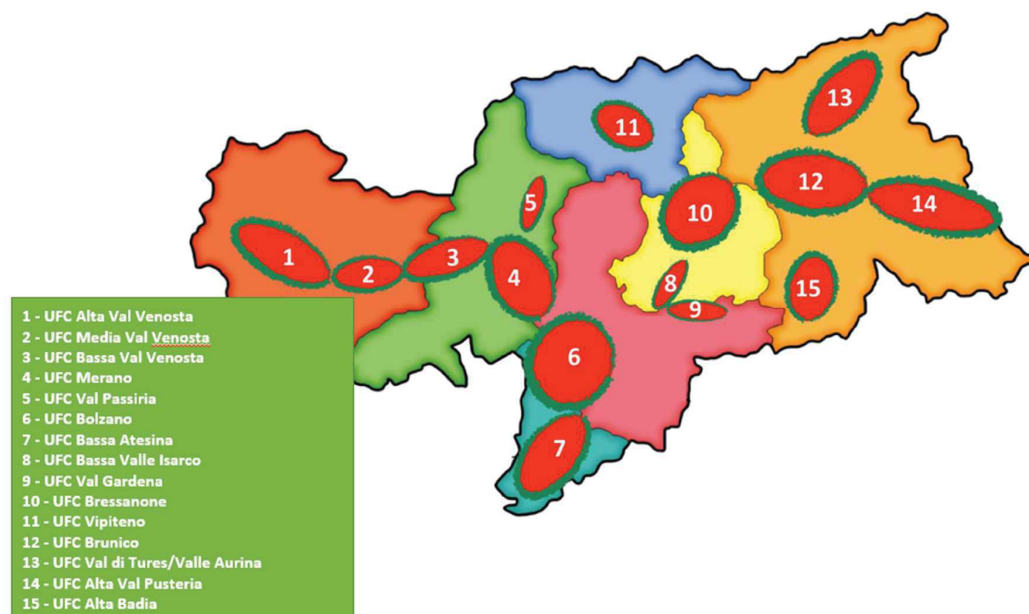 11
13
12
10
5
14
3
1
2
4
8
15
9
6
7
1 - UFC Alta Val Venosta
2 - UFC Media Val Venosta
3 - UFC Bassa Val Venosta
4 - UFC Merano
5 - UFC Val Passiria
6 - UFC Bolzano
7 - UFC Bassa Atesina
8 - UFC Bassa Valle Isarco
9 - UFC Val Gardena
10 - UFC Bressanone
11 - UFC Vipiteno
12 - UFC Brunico
13 - UFC Val di Tures/Valle Aurina
14 - UFC Alta Val Pusteria
15 - UFC Alta Badia